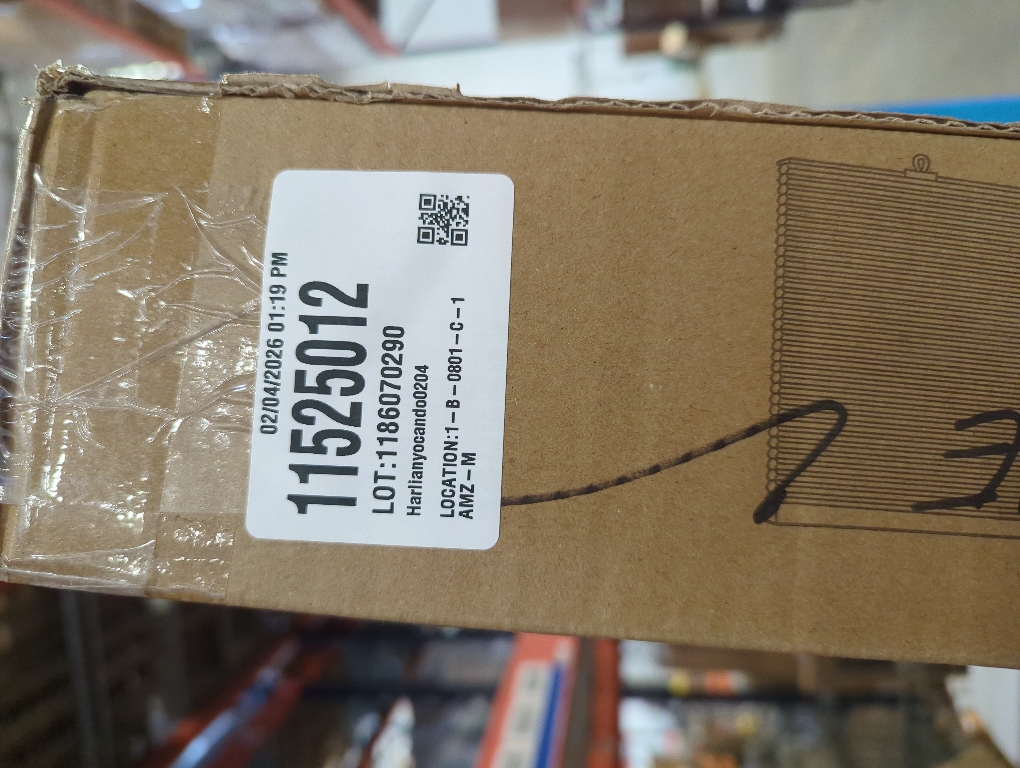 02/04/2026 01:19 PM
11525012
LOT:1186070290
Harlianyocando0204
LOCATION:1-B-0801-C-1
AMZ-M